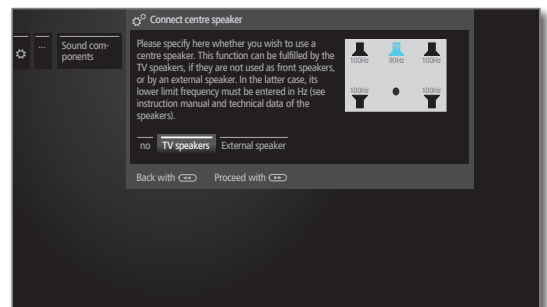 Connect centre speaker
...
Sound com-
ponents
Please specify here whether you wish to use a
centre speaker. This function can be fulfilled by the
TV speakers, if they are not used as front speakers,
or by an external speaker. In the latter case, its
lower limit frequency must be entered in Hz (see
instruction manual and technical data of the
speakers).
100Hz 90Hz 100Hz
100Hz 100Hz
no TV speakers External speaker
Back with Proceed with